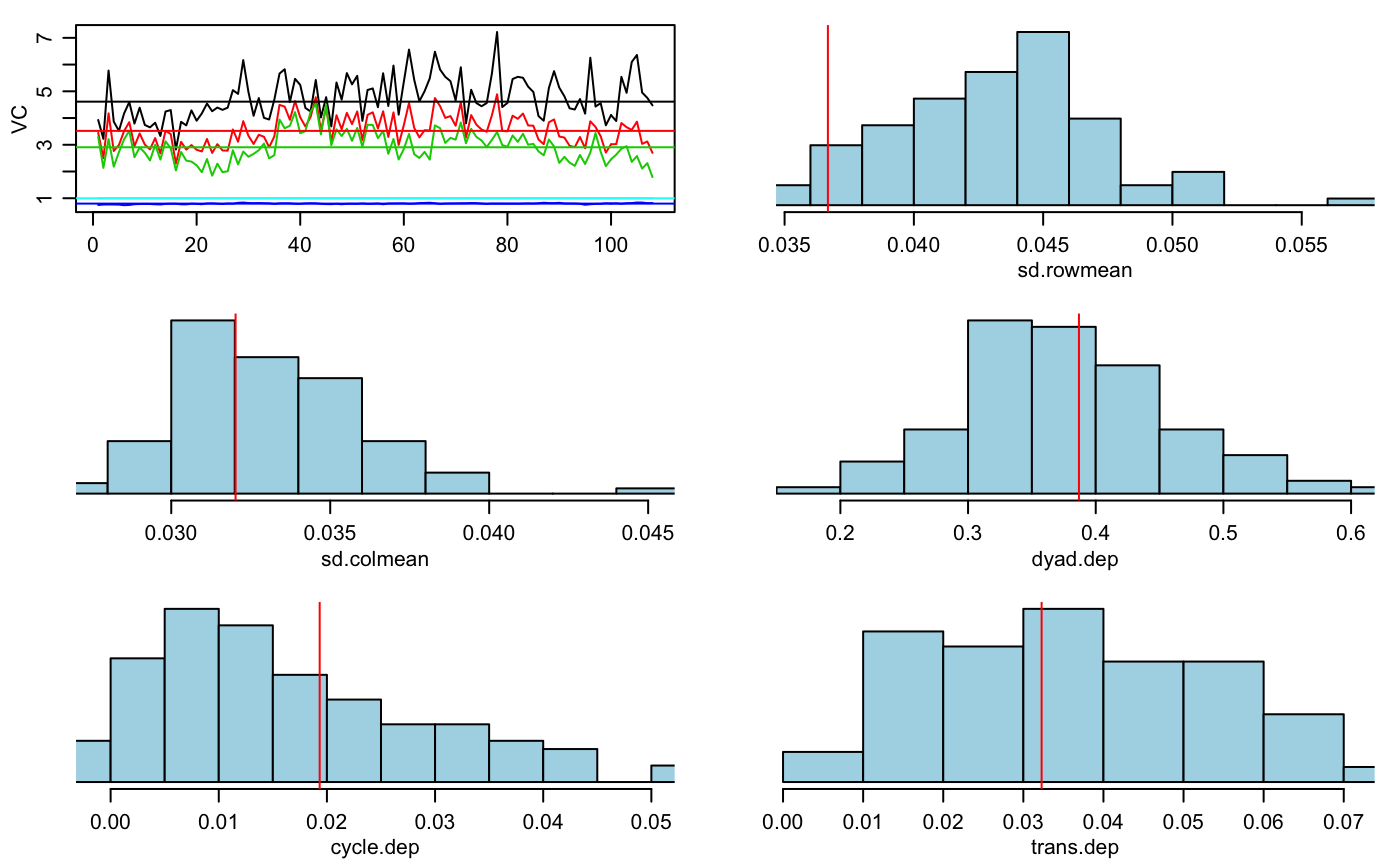 VC
7
5
3
1
0 20 40 60 80 100
0.035 0.040 0.045 0.050 0.055
sd.rowmean
0.030 0.035 0.040 0.045
sd.colmean
0.2 0.3 0.4 0.5 0.6
dyad.dep
0.00 0.01 0.02 0.03 0.04 0.05
cycle.dep
0.00 0.01 0.02 0.03 0.04 0.05 0.06 0.07
trans.dep